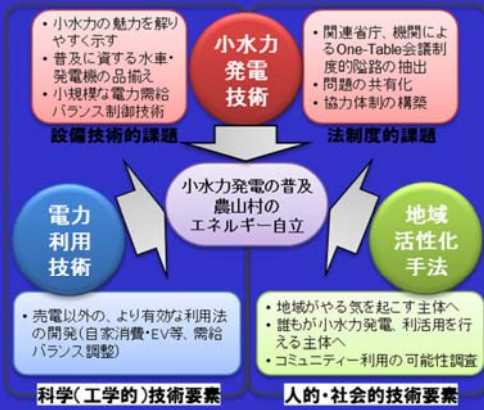 ・小水力の魅力を解り
やすく示す
・普及に資する水車・
発電機の品揃え
・小規模な電力需給
バランス制御技術
設備技術的課題
小水力
発電
技術
・関連省庁、機関によ
るOne-Table会議制
度的隘路の抽出
・問題の共有化
・協力体制の構築
法制度的課題
小水力発電の普及
農山村の
エネルギー自立
電力
利用
技術
地域
活性化
手法
・売電以外の、より有効な利用法
の開発(自家消費・EV等、需給
バランス調整)
・地域がやる気を起こす主体へ
・誰もが小水力発電、利活用を行
える主体へ
・コミュニティー利用の可能性調査
科学(工学的)技術要素
人的・社会的技術要素